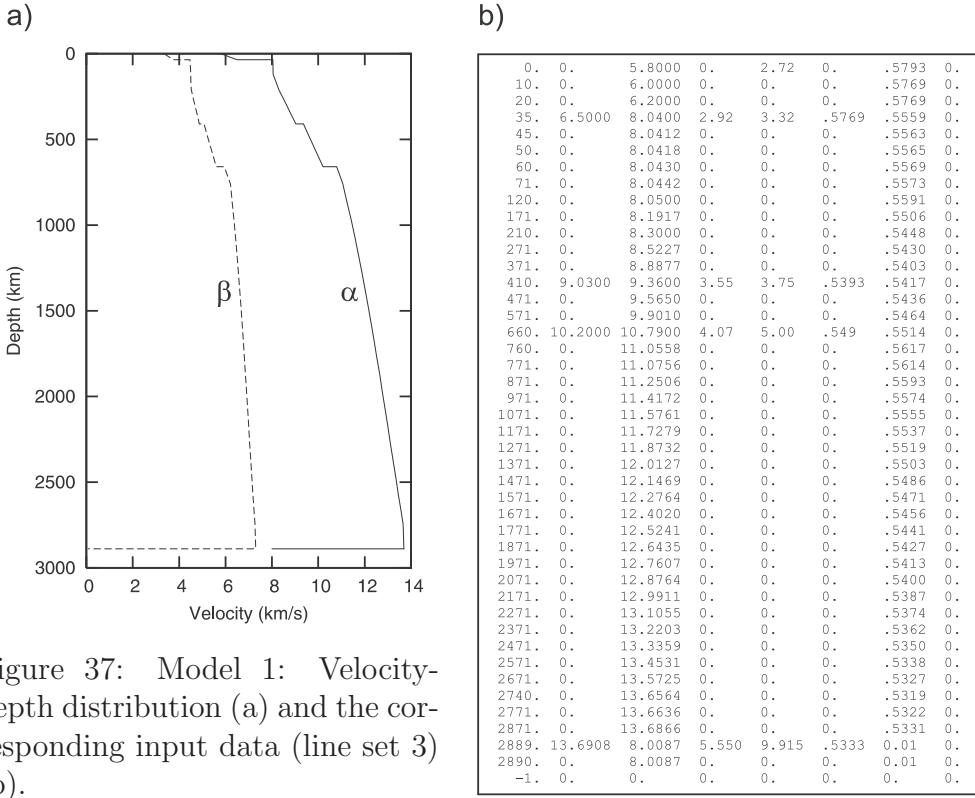 a)
0
500
1000
1500
2000
2500
3000
Depth (km)
β
α
0 2 4 6 8 10 12 14
Velocity (km/s)
igure 37: Model 1: Velocity-
epth distribution (a) and the cor-
esponding input data (line set 3)
b).
b)
0. 0. 5.8000 0. 2.72 0. .5793 0.
10. 0. 6.0000 0. 0. 0. .5769 0.
20. 0. 6.2000 0. 0. 0. .5769 0.
35. 6.5000 8.0400 2.92 3.32 .5769 .5559 0.
45. 0. 8.0412 0. 0. 0. .5563 0.
50. 0. 8.0418 0. 0. 0. .5565 0.
60. 0. 8.0430 0. 0. 0. .5569 0.
71. 0. 8.0442 0. 0. 0. .5573 0.
120. 0. 8.0500 0. 0. 0. .5591 0.
171. 0. 8.1917 0. 0. 0. .5506 0.
210. 0. 8.3000 0. 0. 0. .5448 0.
271. 0. 8.5227 0. 0. 0. .5430 0.
371. 0. 8.8877 0. 0. 0. .5403 0.
410. 9.0300 9.3600 3.55 3.75 .5393 .5417 0.
471. 0. 9.5650 0. 0. 0. .5436 0.
571. 0. 9.9010 0. 0. 0. .5464 0.
660. 10.2000 10.7900 4.07 5.00 .549 .5514 0.
760. 0. 11.0558 0. 0. 0. .5617 0.
771. 0. 11.0756 0. 0. 0. .5614 0.
871. 0. 11.2506 0. 0. 0. .5593 0.
971. 0. 11.4172 0. 0. 0. .5574 0.
1071. 0. 11.5761 0. 0. 0. .5555 0.
1171. 0. 11.7279 0. 0. 0. .5537 0.
1271. 0. 11.8732 0. 0. 0. .5519 0.
1371. 0. 12.0127 0. 0. 0. .5503 0.
1471. 0. 12.1469 0. 0. 0. .5486 0.
1571. 0. 12.2764 0. 0. 0. .5471 0.
1671. 0. 12.4020 0. 0. 0. .5456 0.
1771. 0. 12.5241 0. 0. 0. .5441 0.
1871. 0. 12.6435 0. 0. 0. .5427 0.
1971. 0. 12.7607 0. 0. 0. .5413 0.
2071. 0. 12.8764 0. 0. 0. .5400 0.
2171. 0. 12.9911 0. 0. 0. .5387 0.
2271. 0. 13.1055 0. 0. 0. .5374 0.
2371. 0. 13.2203 0. 0. 0. .5362 0.
2471. 0. 13.3359 0. 0. 0. .5350 0.
2571. 0. 13.4531 0. 0. 0. .5338 0.
2671. 0. 13.5725 0. 0. 0. .5327 0.
2740. 0. 13.6564 0. 0. 0. .5319 0.
2771. 0. 13.6636 0. 0. 0. .5322 0.
2871. 0. 13.6866 0. 0. 0. .5331 0.
2889. 13.6908 8.0087 5.550 9.915 .5333 0.01 0.
2890. 0. 8.0087 0. 0. 0. 0.01 0.
-1. 0. 0. 0. 0. 0. 0. 0.